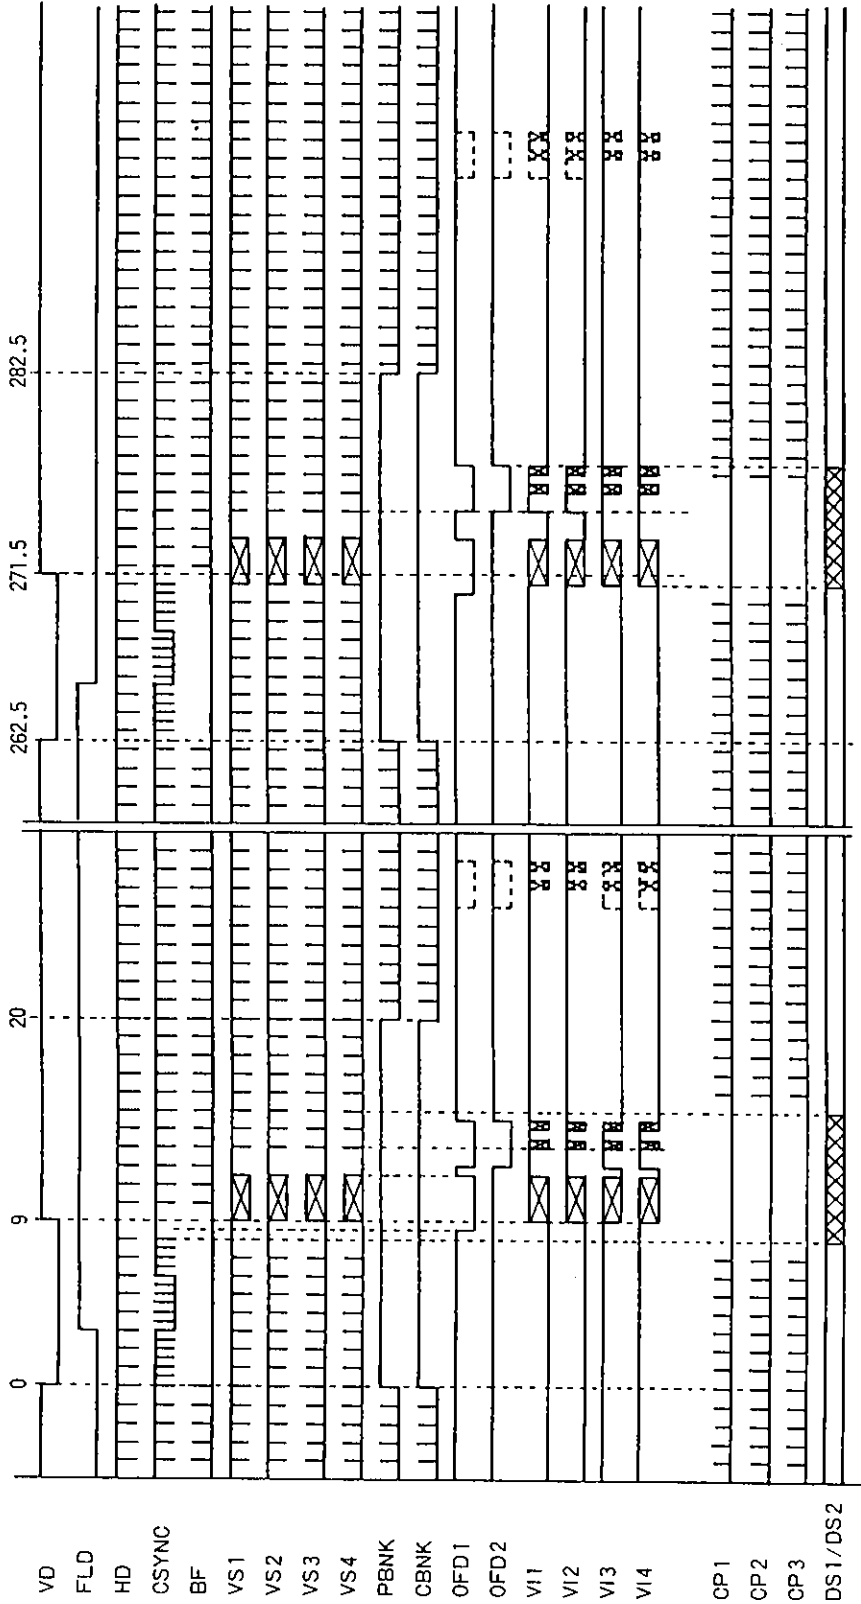 VD
FLD
HD
CSYNC
BF
VS1
VS2
VS3
VS4
PBNK
CBNK
OFD1
OFD2
VI1
VI2
VI3
VI4
CP1
CP2
CP3
DS1/DS2
0
9
20
262.5
271.5
282.5